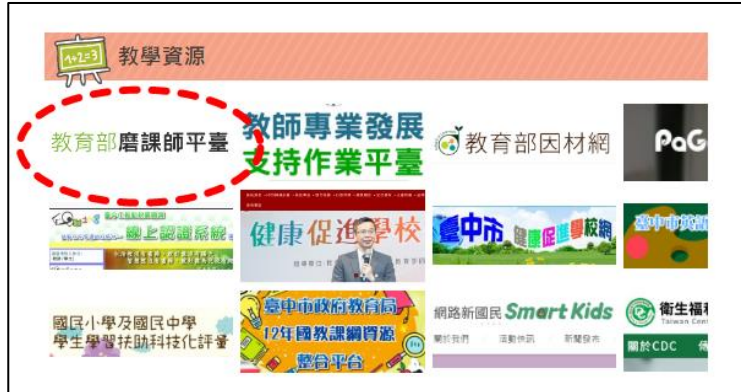 1+2=3
教學資源
教育部磨課師平臺
教師專業發展
支持作業平臺
教育部因材網
PaG
線上認識系統
健康促進學校
臺中市健康促進學校網
臺中市英語
國民小學及國民中學
學生學習扶助科技化評量
臺中市政府教育局
12年國教課綱資源
整合平台
網路新國民 Smart Kids
關於我們 活動快訊 新聞發布
衛生福利
Taiwan Cen
關於CDC 傳